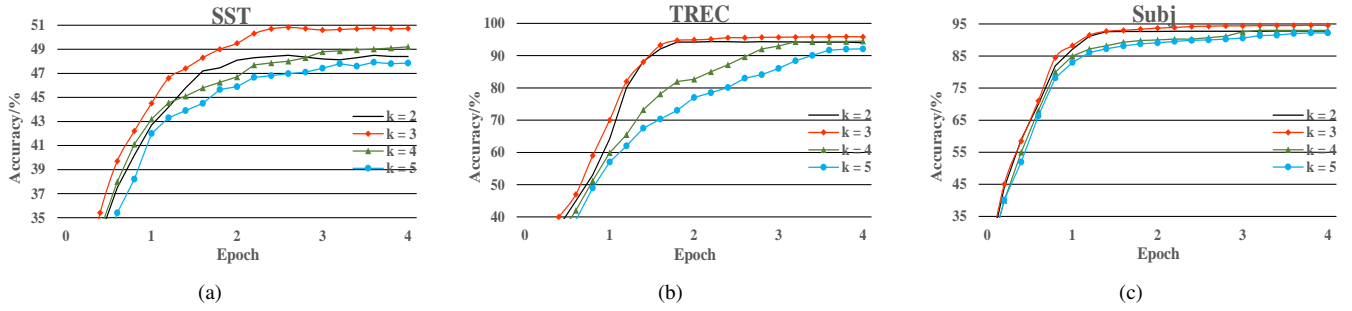 SST
51
49
47
45
43
41
39
37
35
Accuracy/%
k = 2
k = 3
k = 4
k = 5
0 1 2 3 4
Epoch
(a)
TREC
100
90
80
70
60
50
40
Accuracy/%
k = 2
k = 3
k = 4
k = 5
0 1 2 3 4
Epoch
(b)
Subj
95
85
75
65
55
45
35
Accuracy/%
k = 2
k = 3
k = 4
k = 5
0 1 2 3 4
Epoch
(c)